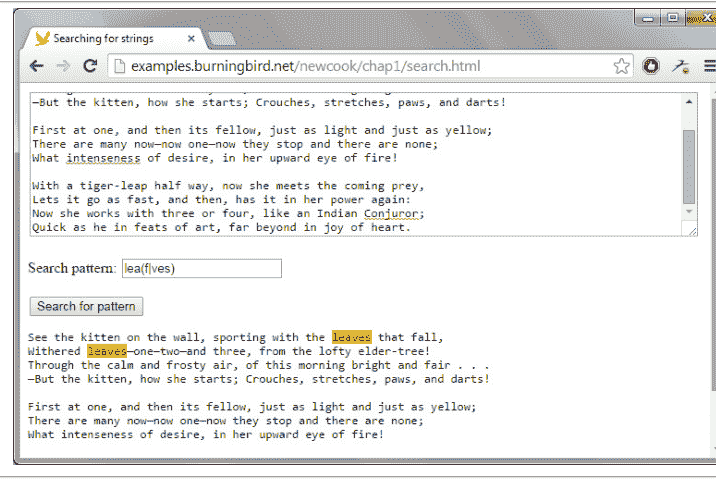 Searching for strings
examples.burningbird.net/newcook/chap1/search.html
—But the kitten, how she starts; Crouches, stretches, paws, and darts!
First at one, and then its fellow, just as light and just as yellow;
There are many now—now one—now they stop and there are none;
What intenseness of desire, in her upward eye of fire!
With a tiger-leap half way, now she meets the coming prey,
Lets it go as fast, and then, has it in her power again:
Now she works with three or four, like an Indian Conjuror;
Quick as he in feats of art, far beyond in joy of heart.
Search pattern: lea(f|ves)
Search for pattern
See the kitten on the wall, sporting with the leaves that fall,
Withered leaves—one—two—and three, from the lofty elder-tree!
Through the calm and frosty air, of this morning bright and fair . . .
—But the kitten, how she starts; Crouches, stretches, paws, and darts!
First at one, and then its fellow, just as light and just as yellow;
There are many now—now one—now they stop and there are none;
What intenseness of desire, in her upward eye of fire!